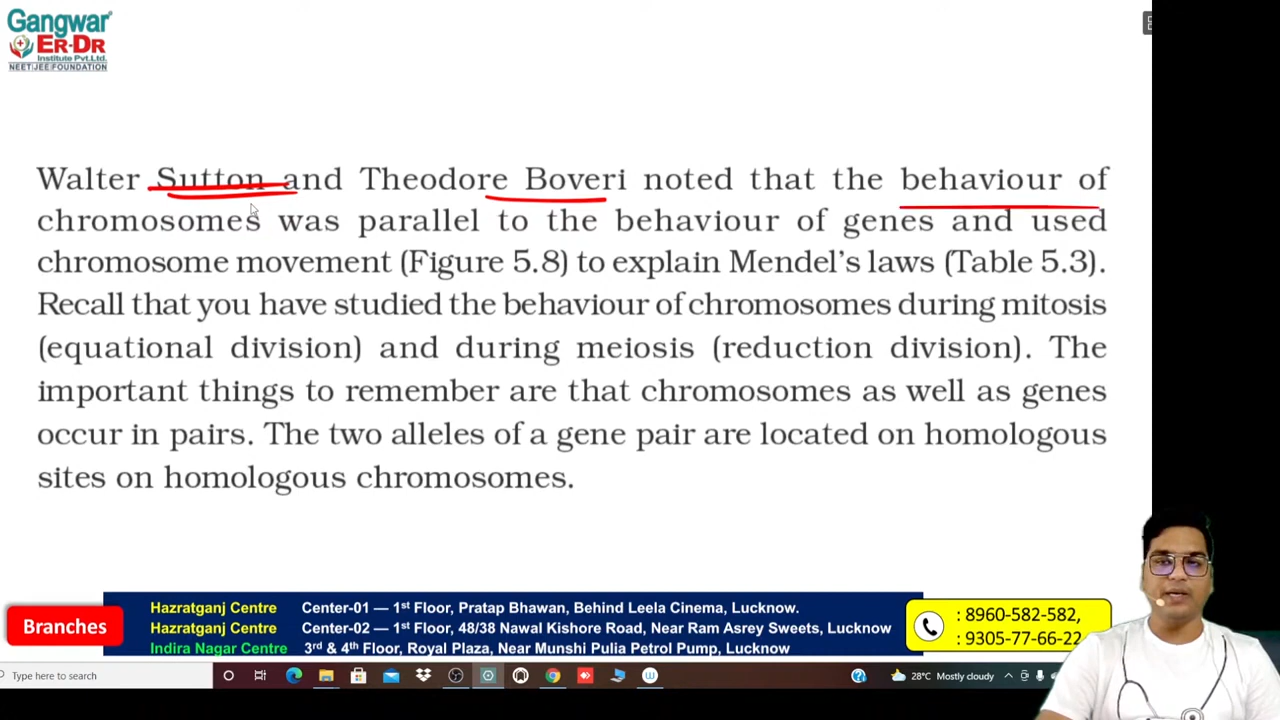 Gangwar
ER-DR
Institute Pvt.Ltd.
NEET|JEE|FOUNDATION
Walter Sutton and Theodore Boveri noted that the behaviour of
chromosomes was parallel to the behaviour of genes and used
chromosome movement (Figure 5.8) to explain Mendel's laws (Table 5.3).
Recall that you have studied the behaviour of chromosomes during mitosis
(equational division) and during meiosis (reduction division). The
important things to remember are that chromosomes as well as genes
occur in pairs. The two alleles of a gene pair are located on homologous
sites on homologous chromosomes.
Branches
Hazratganj Centre Center-01 — 1st Floor, Pratap Bhawan, Behind Leela Cinema, Lucknow.
Hazratganj Centre Center-02 — 1st Floor, 48/38 Nawal Kishore Road, Near Ram Asrey Sweets, Lucknow
Indira Nagar Centre 3rd & 4th Floor, Royal Plaza, Near Munshi Pulia Petrol Pump, Lucknow
: 8960-582-582,
: 9305-77-66-22
Type here to search
28°C Mostly cloudy